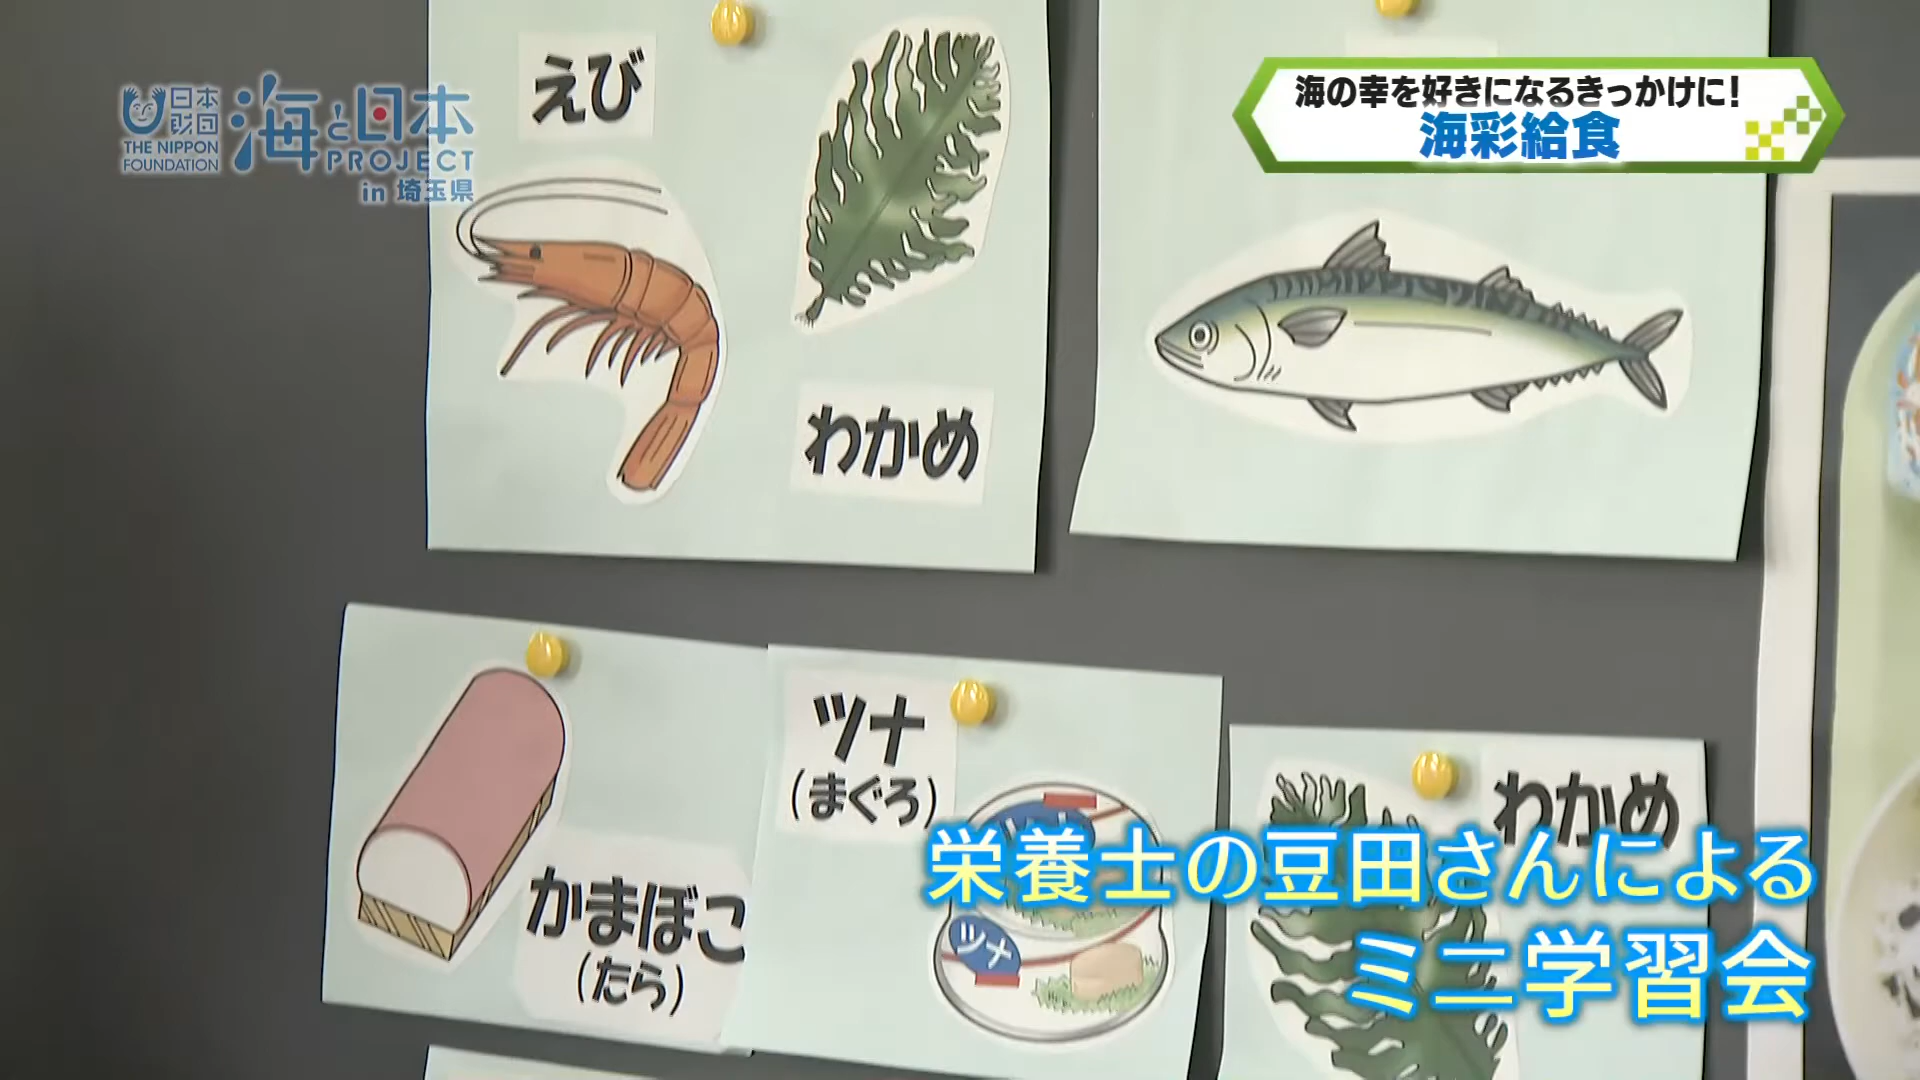 日本財団
THE NIPPON
FOUNDATION
海と日本
PROJECT
in 埼玉県
海の幸を好きになるきっかけに!
海彩給食
えび
わかめ
かまぼこ
(たら)
ツナ
(まぐろ)
ツナ
ツナ
わかめ
栄養士の豆田さんによる
ミニ学習会